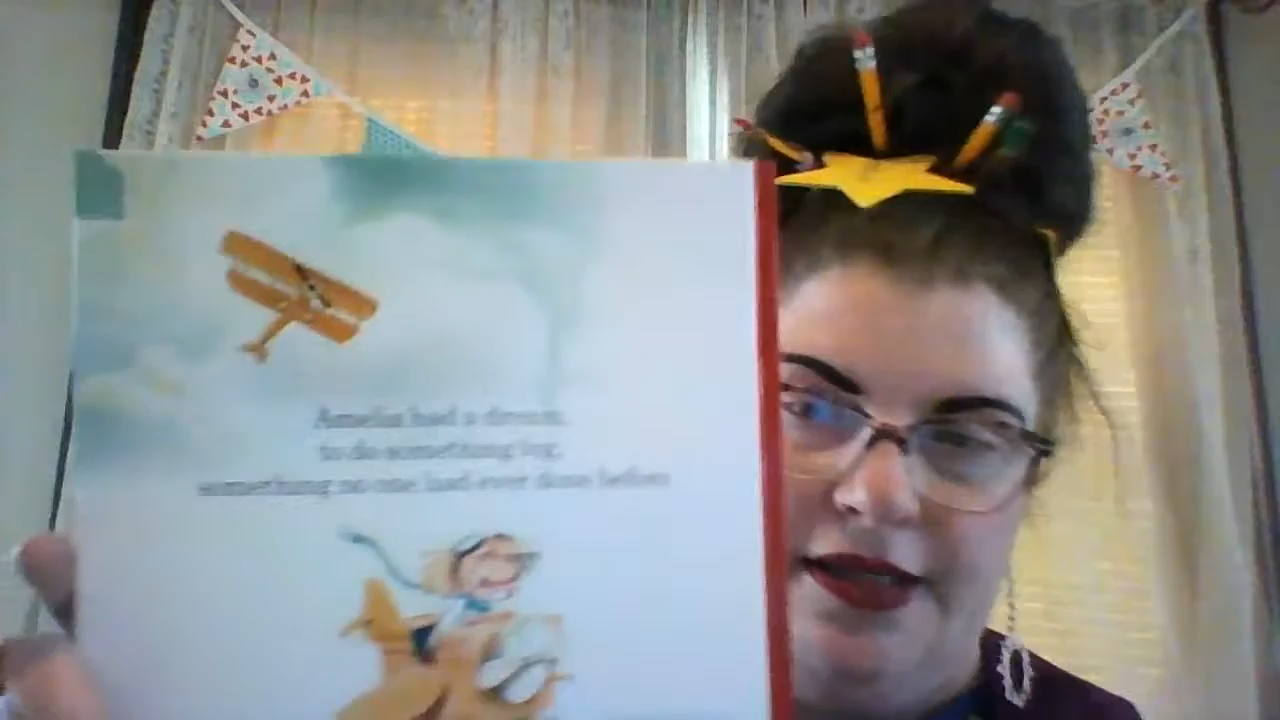 Amelia had a dream
to do something big,
something no one had ever done before.